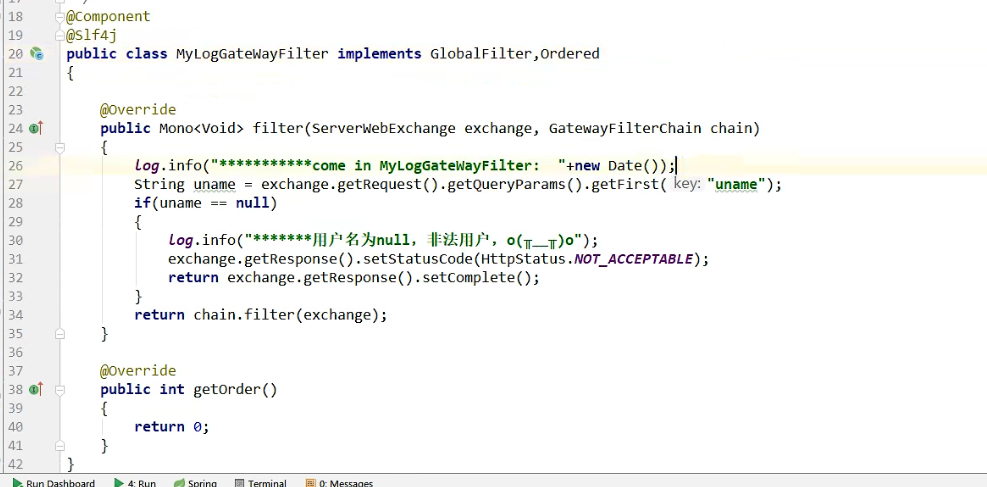 18 @Component
19 @Slf4j
20 public class MyLogGateWayFilter implements GlobalFilter,Ordered
21 {
22
23 @Override
24 public Mono<Void> filter(ServerWebExchange exchange, GatewayFilterChain chain)
25 {
26 log.info("***********come in MyLogGateWayFilter:  "+new Date());
27 String uname = exchange.getRequest().getQueryParams().getFirst( key: "uname");
28 if(uname == null)
29 {
30 log.info("*******用户名为null，非法用户，o(╥﹏╥)o");
31 exchange.getResponse().setStatusCode(HttpStatus.NOT_ACCEPTABLE);
32 return exchange.getResponse().setComplete();
33 }
34 return chain.filter(exchange);
35 }
36
37 @Override
38 public int getOrder()
39 {
40 return 0;
41 }
42 }
Run Dashboard 4: Run Spring Terminal 0: Messages